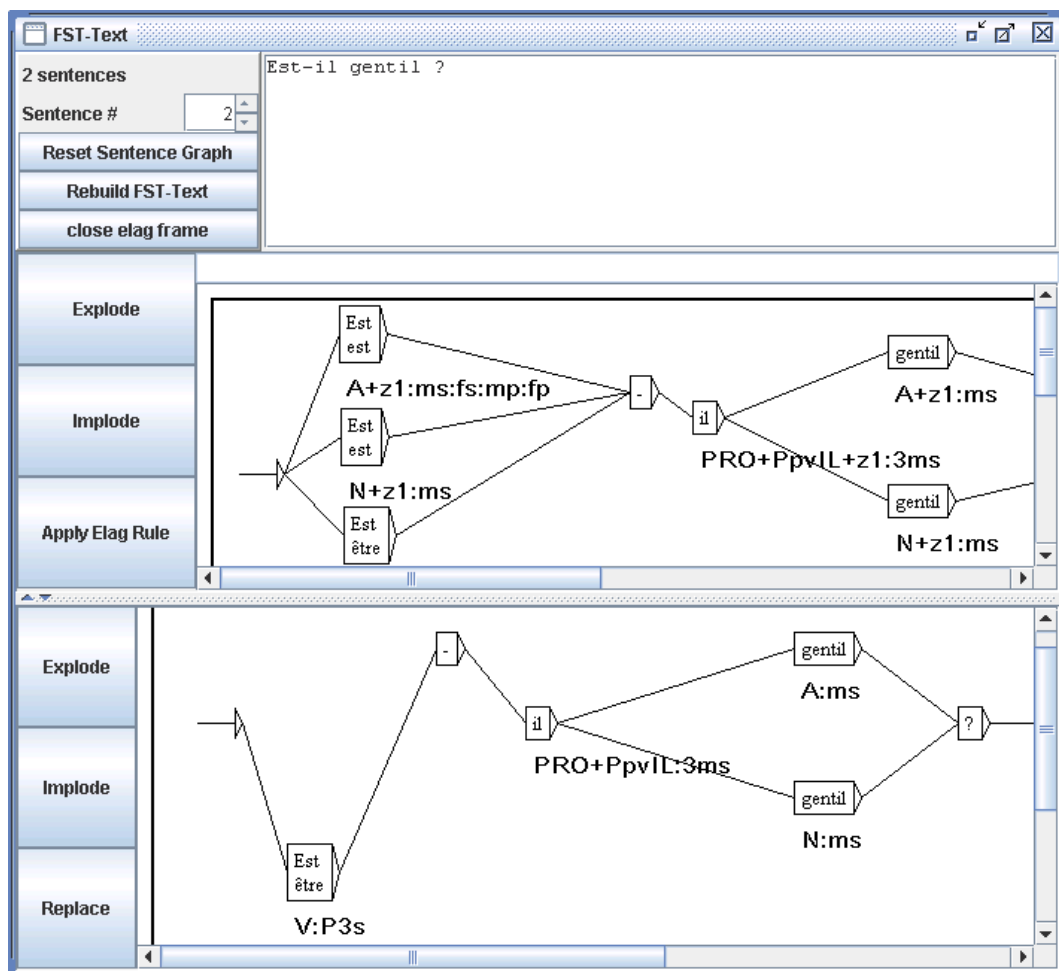 FST-Text
2 sentences
Sentence # 2
Reset Sentence Graph
Rebuild FST-Text
close elag frame
Est-il gentil ?
Explode
Implode
Apply Elag Rule
Est
est
A+z1:ms:fs:mp:fp
Est
est
N+z1:ms
Est
être
-
il
PRO+PpvIL+z1:3ms
gentil
A+z1:ms
gentil
N+z1:ms
Explode
Implode
Replace
Est
être
V:P3s
-
il
PRO+PpvIL:3ms
gentil
A:ms
gentil
N:ms
?